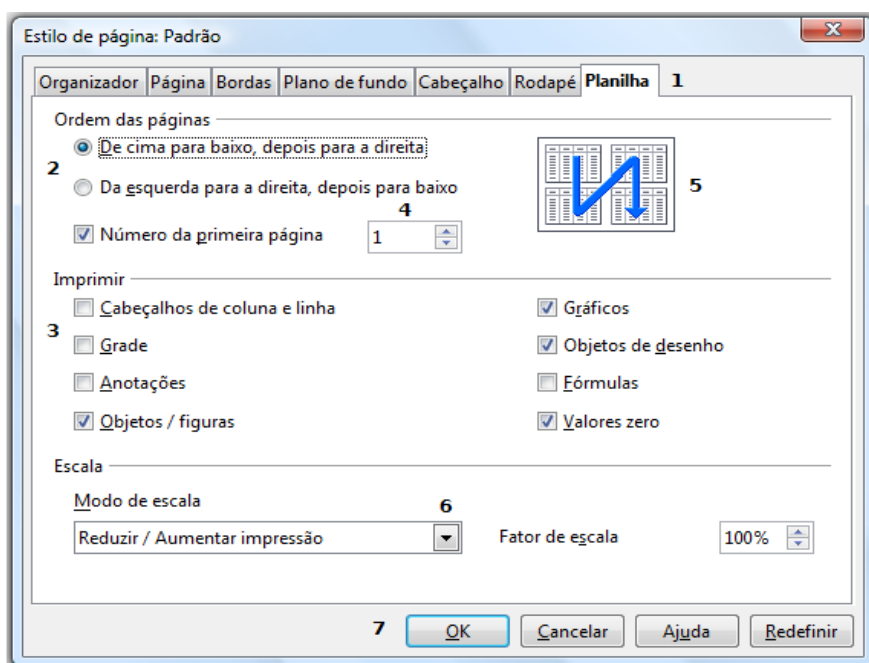 Estilo de página: Padrão
Organizador Página Bordas Plano de fundo Cabeçalho Rodapé Planilha 1
Ordem das páginas
De cima para baixo, depois para a direita
2
Da esquerda para a direita, depois para baixo
5
4
Número da primeira página 1
Imprimir
Cabeçalhos de coluna e linha Gráficos
3
Grade Objetos de desenho
Anotações Fórmulas
Objetos / figuras Valores zero
Escala
Modo de escala 6
Reduzir / Aumentar impressão Fator de escala 100%
7 OK Cancelar Ajuda Redefinir